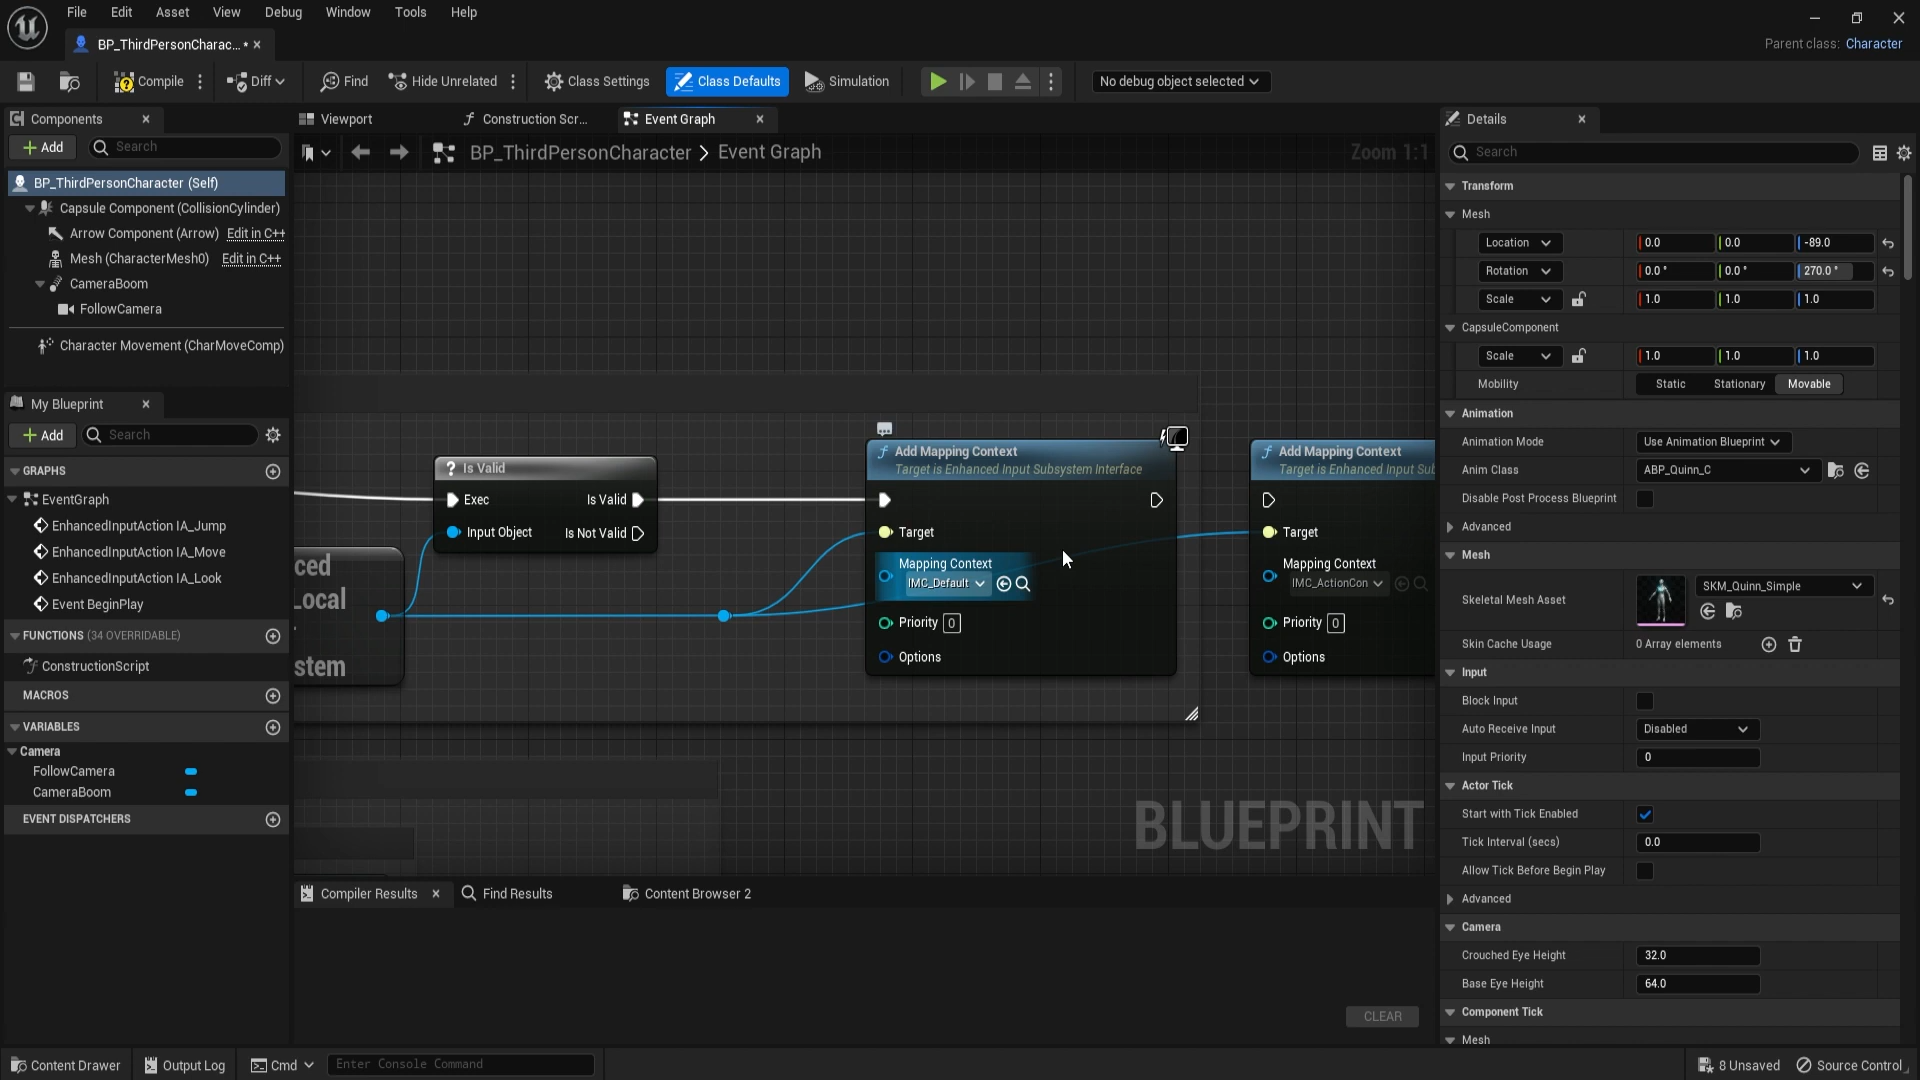 File Edit Asset View Debug Window Tools Help
BP_ThirdPersonCharac... •
Parent class: Character
Compile Diff Find Hide Unrelated Class Settings Class Defaults Simulation No debug object selected
Components
Add Search
BP_ThirdPersonCharacter (Self)
Capsule Component (CollisionCylinder)
Arrow Component (Arrow) Edit in C++
Mesh (CharacterMesh0) Edit in C++
CameraBoom
FollowCamera
Character Movement (CharMoveComp)
My Blueprint
Add Search
GRAPHS
EventGraph
EnhancedInputAction IA_Jump
EnhancedInputAction IA_Move
EnhancedInputAction IA_Look
Event BeginPlay
FUNCTIONS (34 OVERRIDABLE)
ConstructionScript
MACROS
VARIABLES
Camera
FollowCamera
CameraBoom
EVENT DISPATCHERS
Viewport Construction Scr... Event Graph
BP_ThirdPersonCharacter > Event Graph Zoom 1:1
ced
Local
stem
? Is Valid
Exec Is Valid
Input Object Is Not Valid
f Add Mapping Context
Target is Enhanced Input Subsystem Interface
Target
Mapping Context
IMC_Default
Priority 0
Options
f Add Mapping Context
Target is Enhanced Input Sub
Target
Mapping Context
IMC_ActionCon
Priority 0
Options
BLUEPRINT
Compiler Results Find Results Content Browser 2
CLEAR
Details
Search
Transform
Mesh
Location 0.0 0.0 -89.0
Rotation 0.0 ° 0.0 ° 270.0 °
Scale 1.0 1.0 1.0
CapsuleComponent
Scale 1.0 1.0 1.0
Mobility Static Stationary Movable
Animation
Animation Mode Use Animation Blueprint
Anim Class ABP_Quinn_C
Disable Post Process Blueprint
Advanced
Mesh
Skeletal Mesh Asset SKM_Quinn_Simple
Skin Cache Usage 0 Array elements
Input
Block Input
Auto Receive Input Disabled
Input Priority 0
Actor Tick
Start with Tick Enabled
Tick Interval (secs) 0.0
Allow Tick Before Begin Play
Advanced
Camera
Crouched Eye Height 32.0
Base Eye Height 64.0
Component Tick
Mesh
Content Drawer Output Log Cmd Enter Console Command 8 Unsaved Source Control